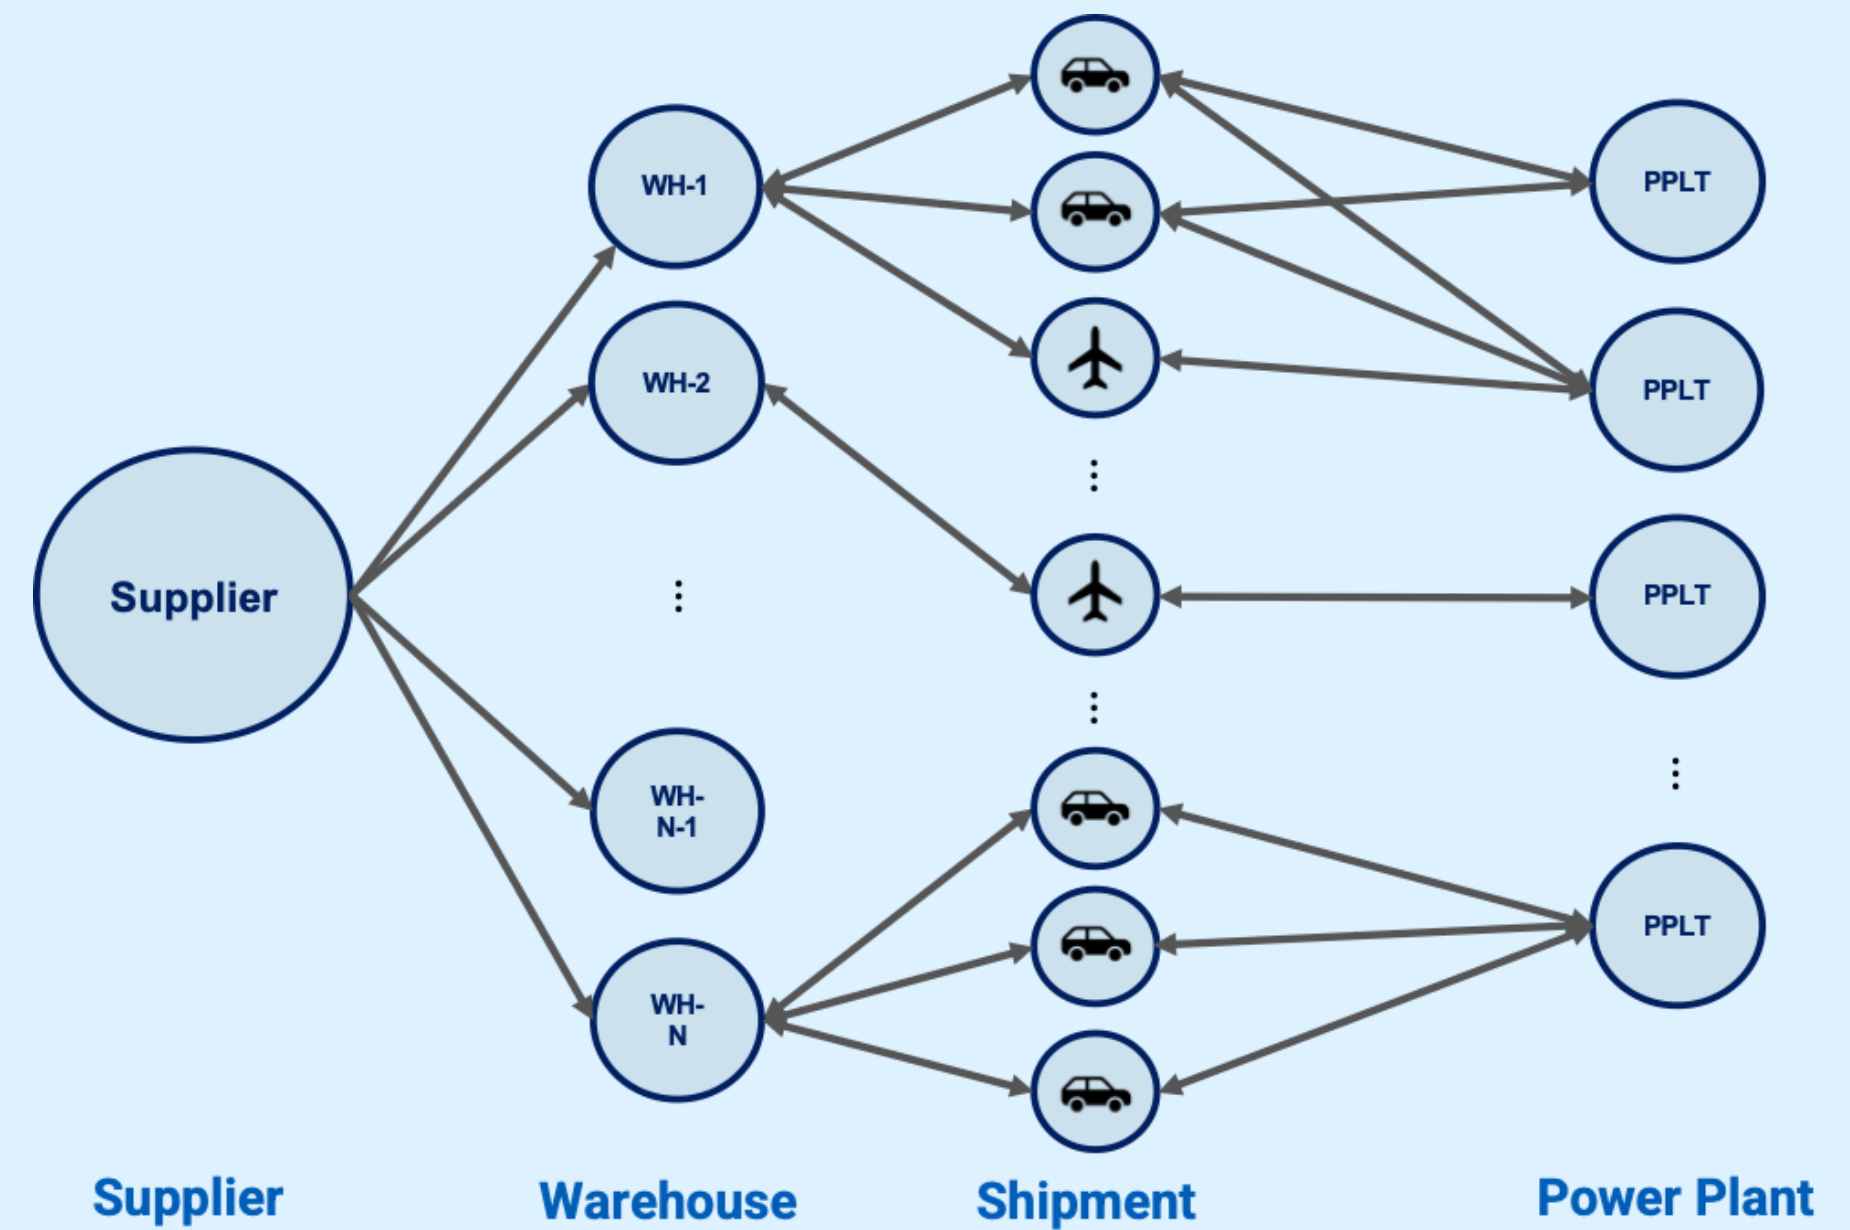 Supplier
WH-1
WH-2
WH-
N-1
WH-
N
PPLT
PPLT
PPLT
PPLT
Supplier
Warehouse
Shipment
Power Plant